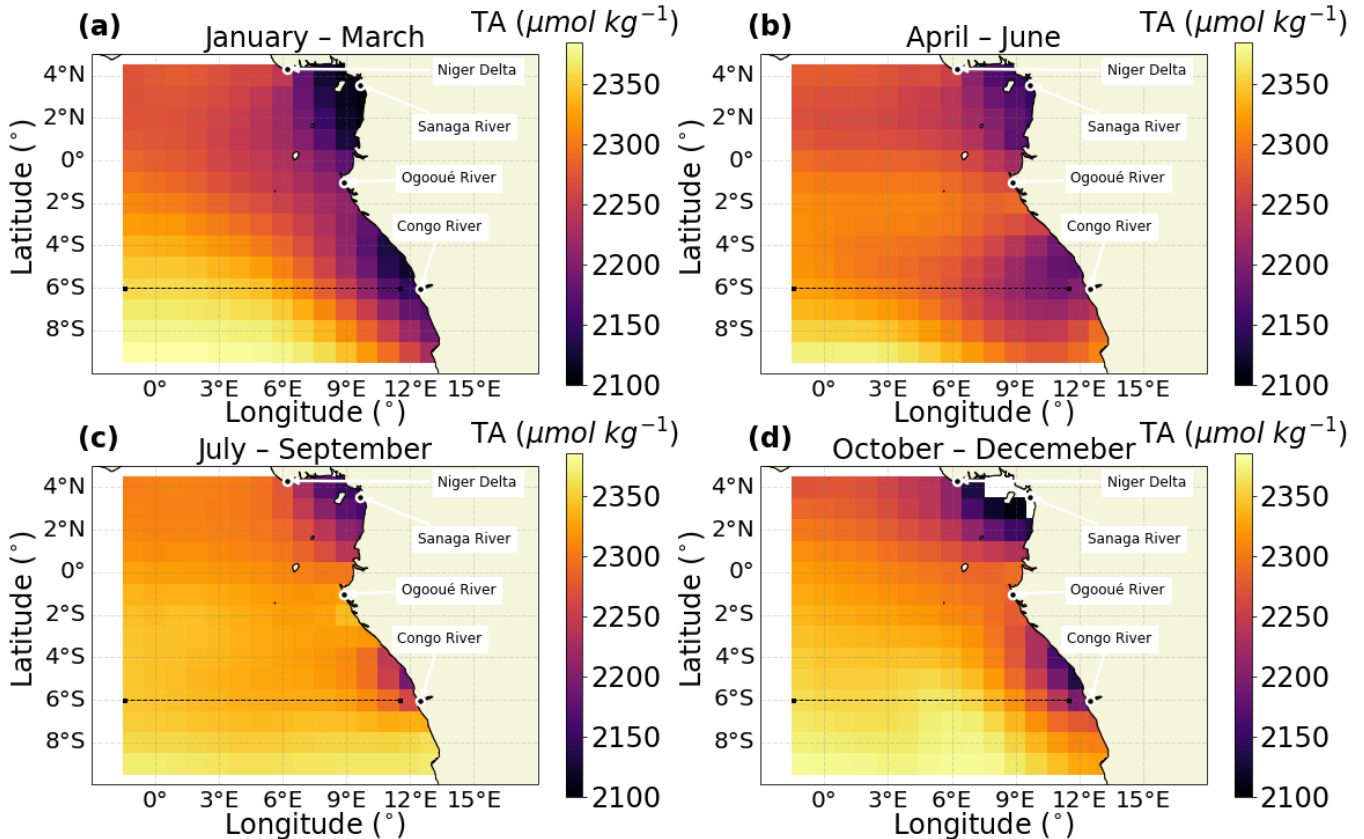 (a)
January – March
TA (μmol kg⁻¹)
4°N
2°N
0°
2°S
4°S
6°S
8°S
Latitude (°)
Niger Delta
Sanaga River
Ogooué River
Congo River
0°
3°E
6°E
9°E
12°E
15°E
Longitude (°)
2350
2300
2250
2200
2150
2100
(b)
April – June
TA (μmol kg⁻¹)
4°N
2°N
0°
2°S
4°S
6°S
8°S
Latitude (°)
Niger Delta
Sanaga River
Ogooué River
Congo River
0°
3°E
6°E
9°E
12°E
15°E
Longitude (°)
2350
2300
2250
2200
2150
2100
(c)
July – September
TA (μmol kg⁻¹)
4°N
2°N
0°
2°S
4°S
6°S
8°S
Latitude (°)
Niger Delta
Sanaga River
Ogooué River
Congo River
0°
3°E
6°E
9°E
12°E
15°E
Longitude (°)
2350
2300
2250
2200
2150
2100
(d)
October – Decemeber
TA (μmol kg⁻¹)
4°N
2°N
0°
2°S
4°S
6°S
8°S
Latitude (°)
Niger Delta
Sanaga River
Ogooué River
Congo River
0°
3°E
6°E
9°E
12°E
15°E
Longitude (°)
2350
2300
2250
2200
2150
2100